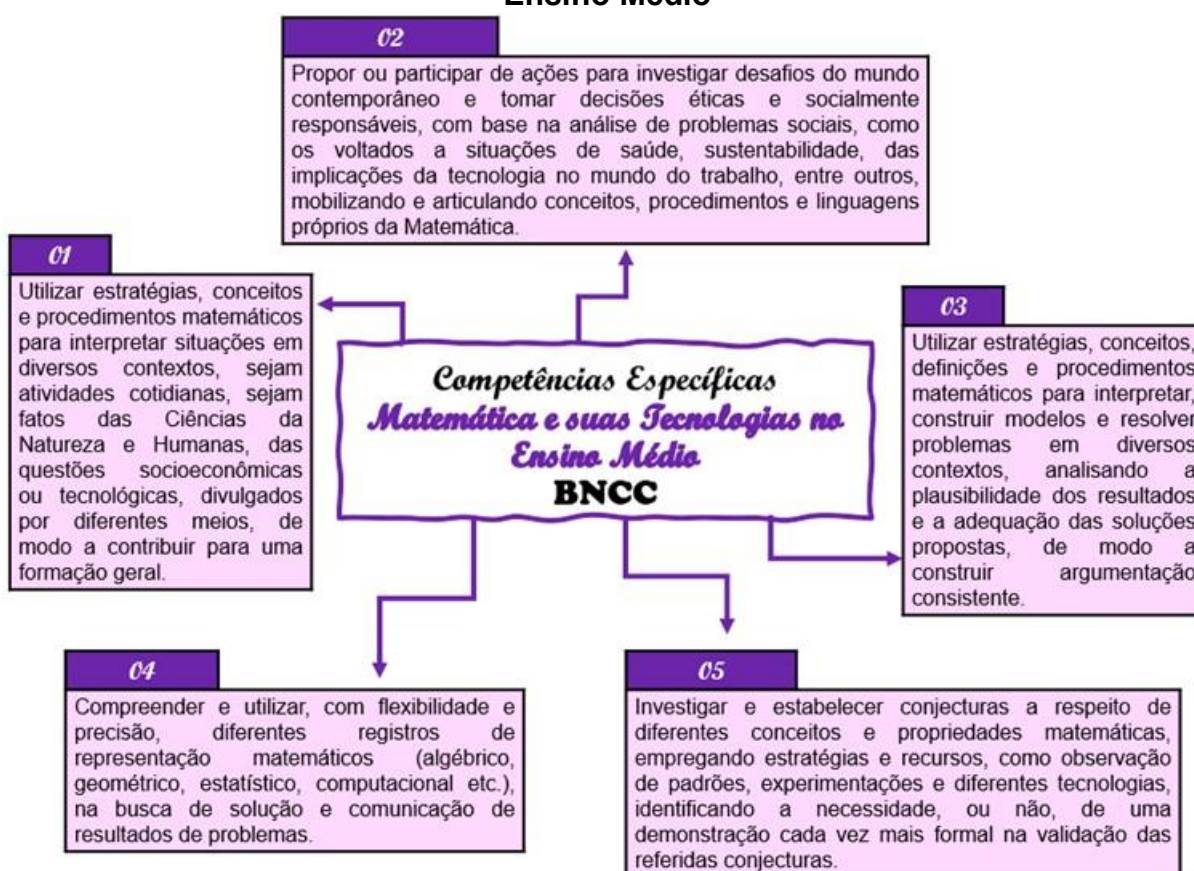 Ensino Médio
02
Propor ou participar de ações para investigar desafios do mundo
contemporâneo e tomar decisões éticas e socialmente
responsáveis, com base na análise de problemas sociais, como
os voltados a situações de saúde, sustentabilidade, das
implicações da tecnologia no mundo do trabalho, entre outros,
mobilizando e articulando conceitos, procedimentos e linguagens
próprios da Matemática.
01
Utilizar estratégias, conceitos
e procedimentos matemáticos
para interpretar situações em
diversos contextos, sejam
atividades cotidianas, sejam
fatos das Ciências da
Natureza e Humanas, das
questões socioeconômicas
ou tecnológicas, divulgados
por diferentes meios, de
modo a contribuir para uma
formação geral.
Competências Específicas
Matemática e suas Tecnologias no
Ensino Médio
BNCC
03
Utilizar estratégias, conceitos,
definições e procedimentos
matemáticos para interpretar,
construir modelos e resolver
problemas em diversos
contextos, analisando a
plausibilidade dos resultados
e a adequação das soluções
propostas, de modo a
construir argumentação
consistente.
04
Compreender e utilizar, com flexibilidade e
precisão, diferentes registros de
representação matemáticos (algébrico,
geométrico, estatístico, computacional etc.),
na busca de solução e comunicação de
resultados de problemas.
05
Investigar e estabelecer conjecturas a respeito de
diferentes conceitos e propriedades matemáticas,
empregando estratégias e recursos, como observação
de padrões, experimentações e diferentes tecnologias,
identificando a necessidade, ou não, de uma
demonstração cada vez mais formal na validação das
referidas conjecturas.